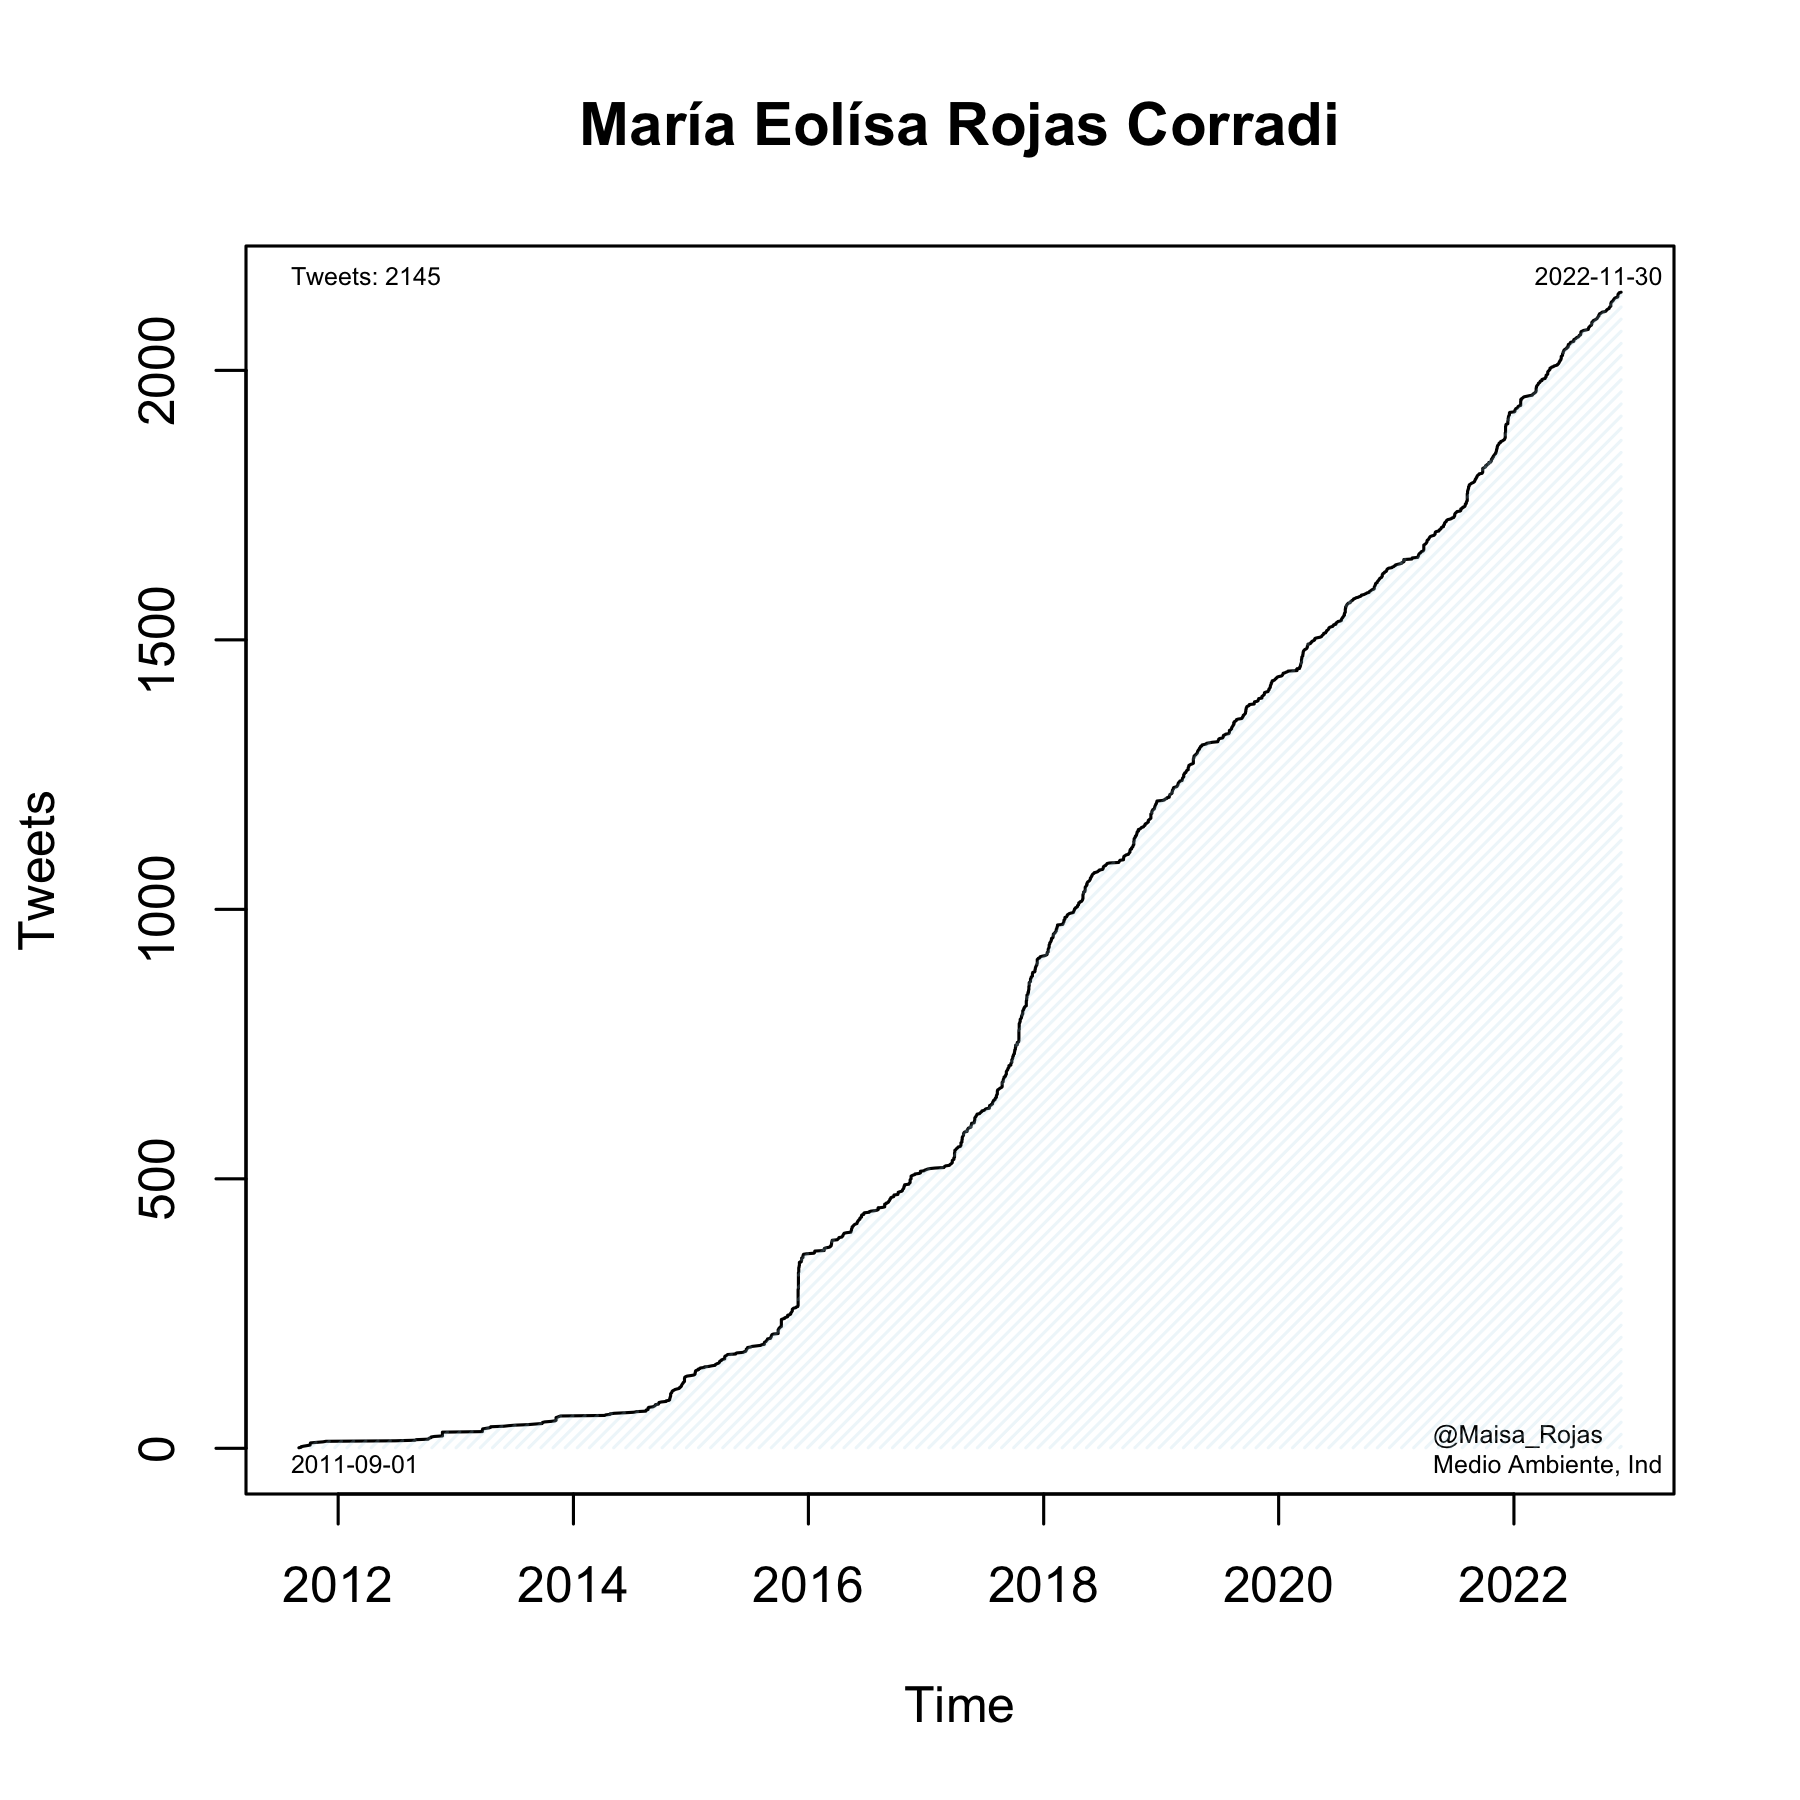 María Eolísa Rojas Corradi
Tweets: 2145
2022-11-30
Tweets
2000
1500
1000
500
0
@Maisa_Rojas
2011-09-01
Medio Ambiente, Ind
2012
2014
2016
2018
2020
2022
Time